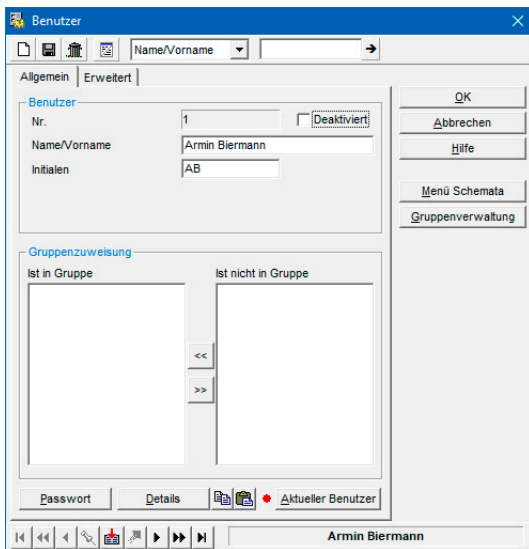 Benutzer
Name/Vorname
Allgemein Erweitert
Benutzer
Nr. 1 Deaktiviert
Name/Vorname Armin Biermann
Initialen AB
OK
Abbrechen
Hilfe
Menü Schemata
Gruppenverwaltung
Gruppenzuweisung
Ist in Gruppe Ist nicht in Gruppe
<<
>>
Passwort Details Aktueller Benutzer
Armin Biermann